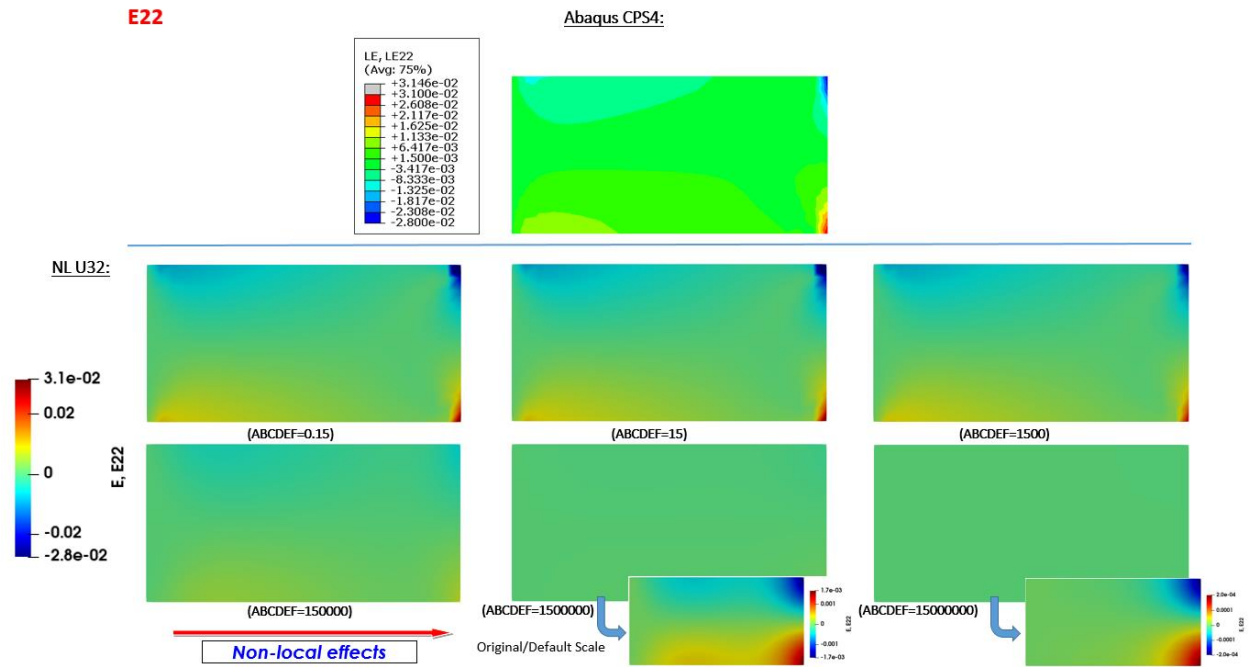 E22
Abaqus CPS4:
LE, LE22
(Avg: 75%)
+3.146e-02
+3.100e-02
+2.608e-02
+2.117e-02
+1.625e-02
+1.133e-02
+6.417e-03
+1.500e-03
-3.417e-03
-8.333e-03
-1.325e-02
-1.817e-02
-2.308e-02
-2.800e-02
NL U32:
3.1e-02
0.02
0
-0.02
-2.8e-02
E, E22
(ABCDEF=0.15)
(ABCDEF=15)
(ABCDEF=1500)
(ABCDEF=150000)
(ABCDEF=1500000)
(ABCDEF=15000000)
Non-local effects
Original/Default Scale
1.7e-03
0.001
0
-0.001
-1.7e-03
E, E22
2.0e-04
0.0001
0
-0.0001
-2.0e-04
E, E22